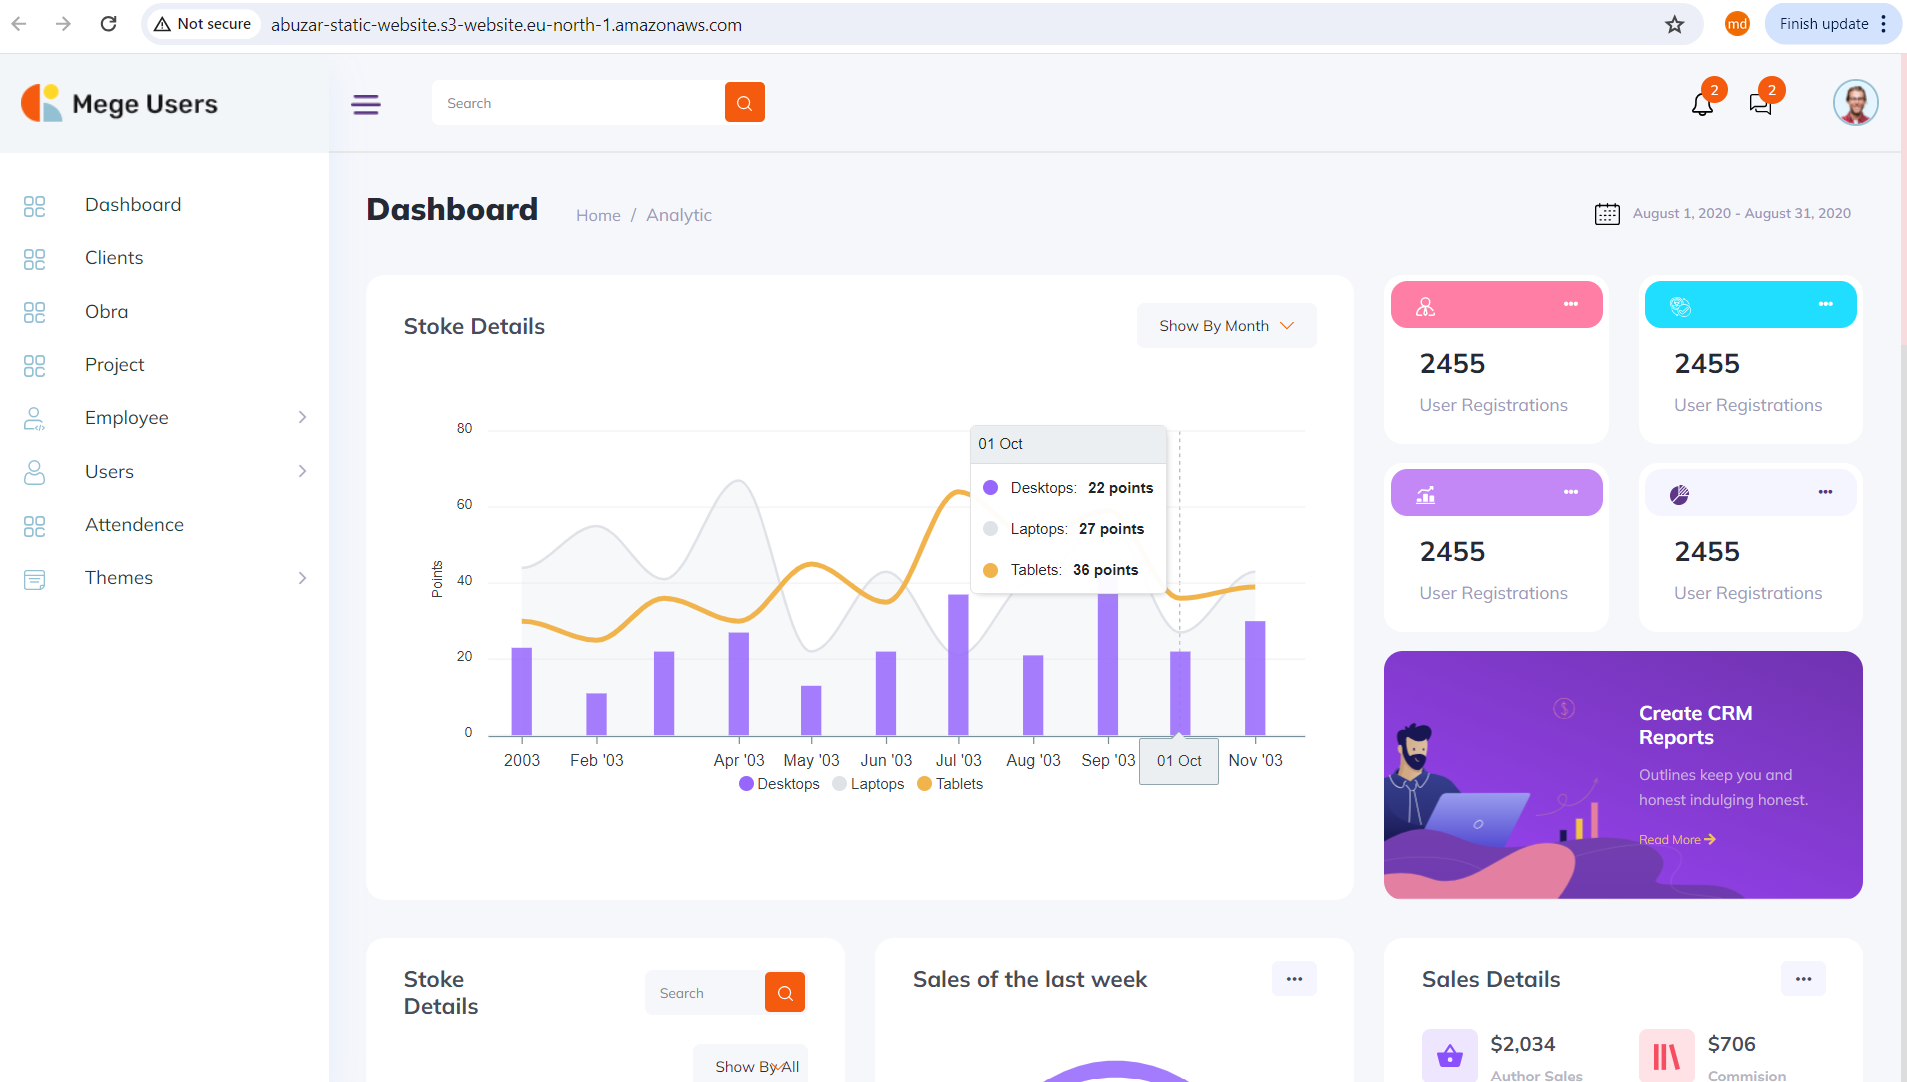 Not secure
abuzar-static-website.s3-website.eu-north-1.amazonaws.com
md
Finish update
Mege Users
Search
2
2
Dashboard
Clients
Obra
Project
Employee
Users
Attendence
Themes
Dashboard
Home / Analytic
August 1, 2020 - August 31, 2020
Stoke Details
Show By Month
80
60
40
20
0
Points
01 Oct
Desktops: 22 points
Laptops: 27 points
Tablets: 36 points
2003 Feb '03 Apr '03 May '03 Jun '03 Jul '03 Aug '03 Sep '03 01 Oct Nov '03
Desktops Laptops Tablets
2455
User Registrations
2455
User Registrations
2455
User Registrations
2455
User Registrations
Create CRM
Reports
Outlines keep you and
honest indulging honest.
Read More
Stoke
Details
Search
Show By All
Sales of the last week
Sales Details
$2,034
Author Sales
$706
Commision